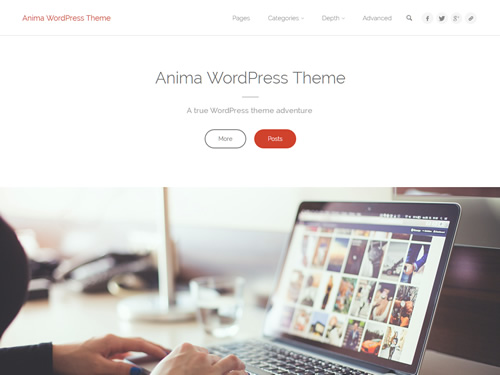 Anima WordPress Theme
Pages Categories Depth Advanced
Anima WordPress Theme
A true WordPress theme adventure
More Posts